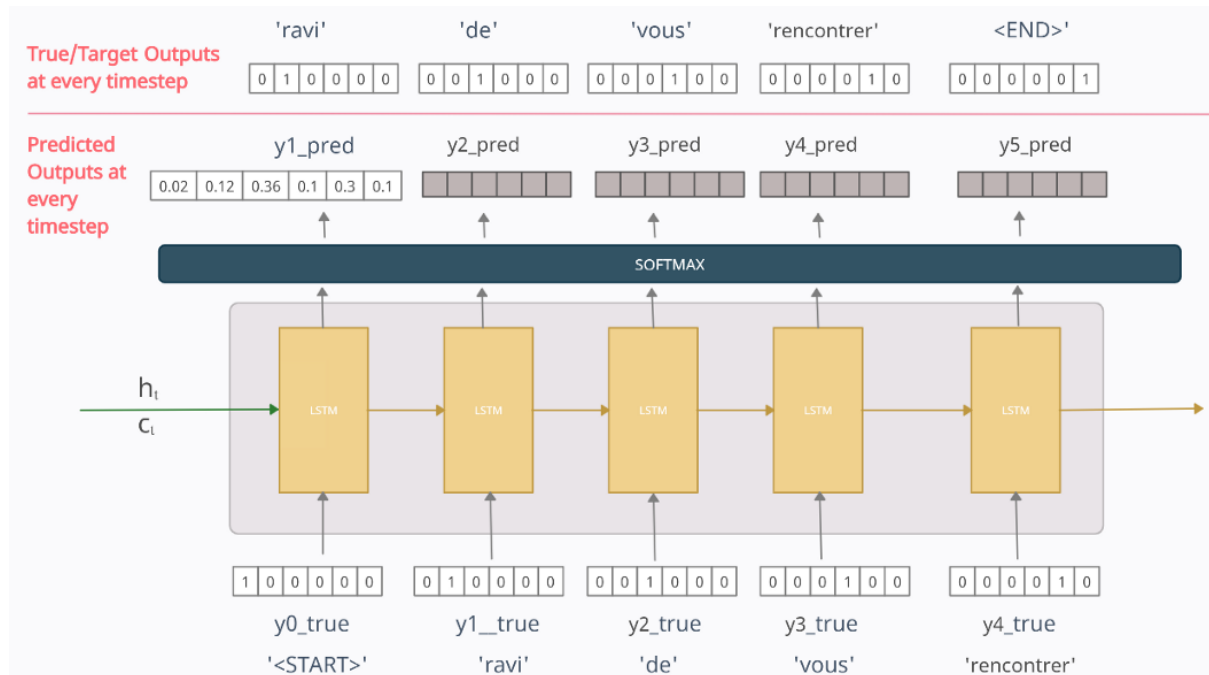 'ravi' 'de' 'vous' 'rencontrer' <END>'
True/Target Outputs
at every timestep
0 1 0 0 0 0 0 0 1 0 0 0 0 0 0 1 0 0 0 0 0 0 1 0 0 0 0 0 0 1
Predicted
Outputs at
every
timestep
y1_pred y2_pred y3_pred y4_pred y5_pred
0.02 0.12 0.36 0.1 0.3 0.1
SOFTMAX
hₜ
cₜ
LSTM LSTM LSTM LSTM LSTM
1 0 0 0 0 0 0 1 0 0 0 0 0 0 1 0 0 0 0 0 0 1 0 0 0 0 0 0 1 0
y0_true y1__true y2_true y3_true y4_true
'<START>' 'ravi' 'de' 'vous' 'rencontrer'